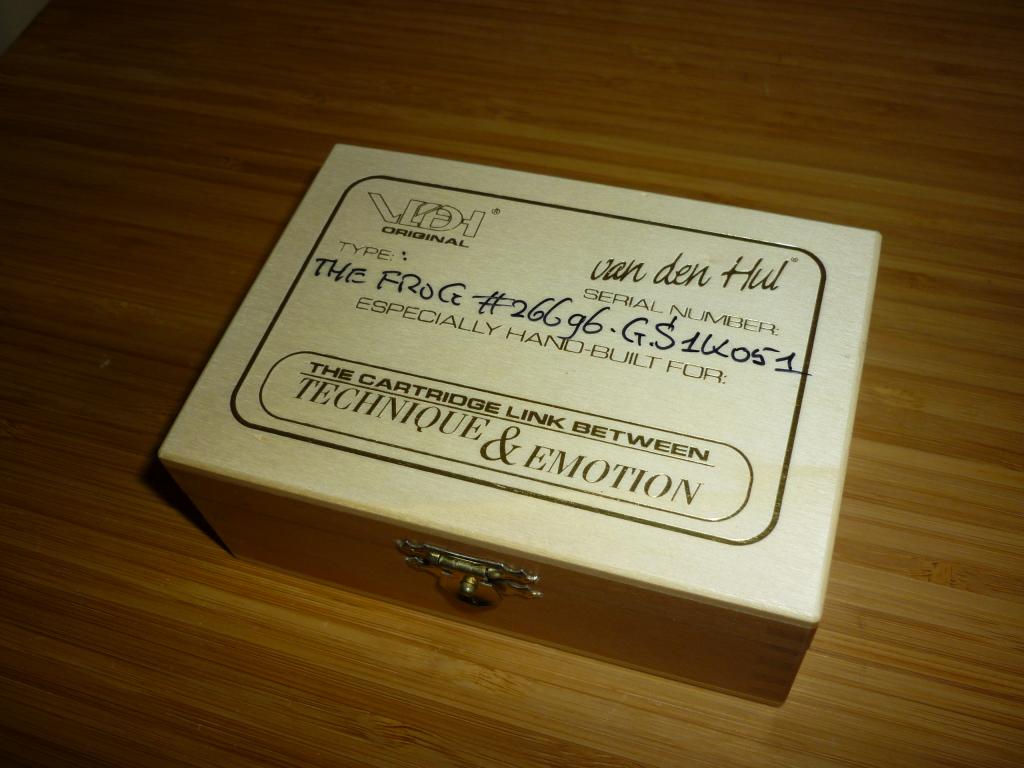 VDH®
ORIGINAL
van den Hul®
TYPE:
SERIAL NUMBER:
THE FROG #26696.G.S1K051
ESPECIALLY HAND-BUILT FOR:
THE CARTRIDGE LINK BETWEEN
TECHNIQUE & EMOTION